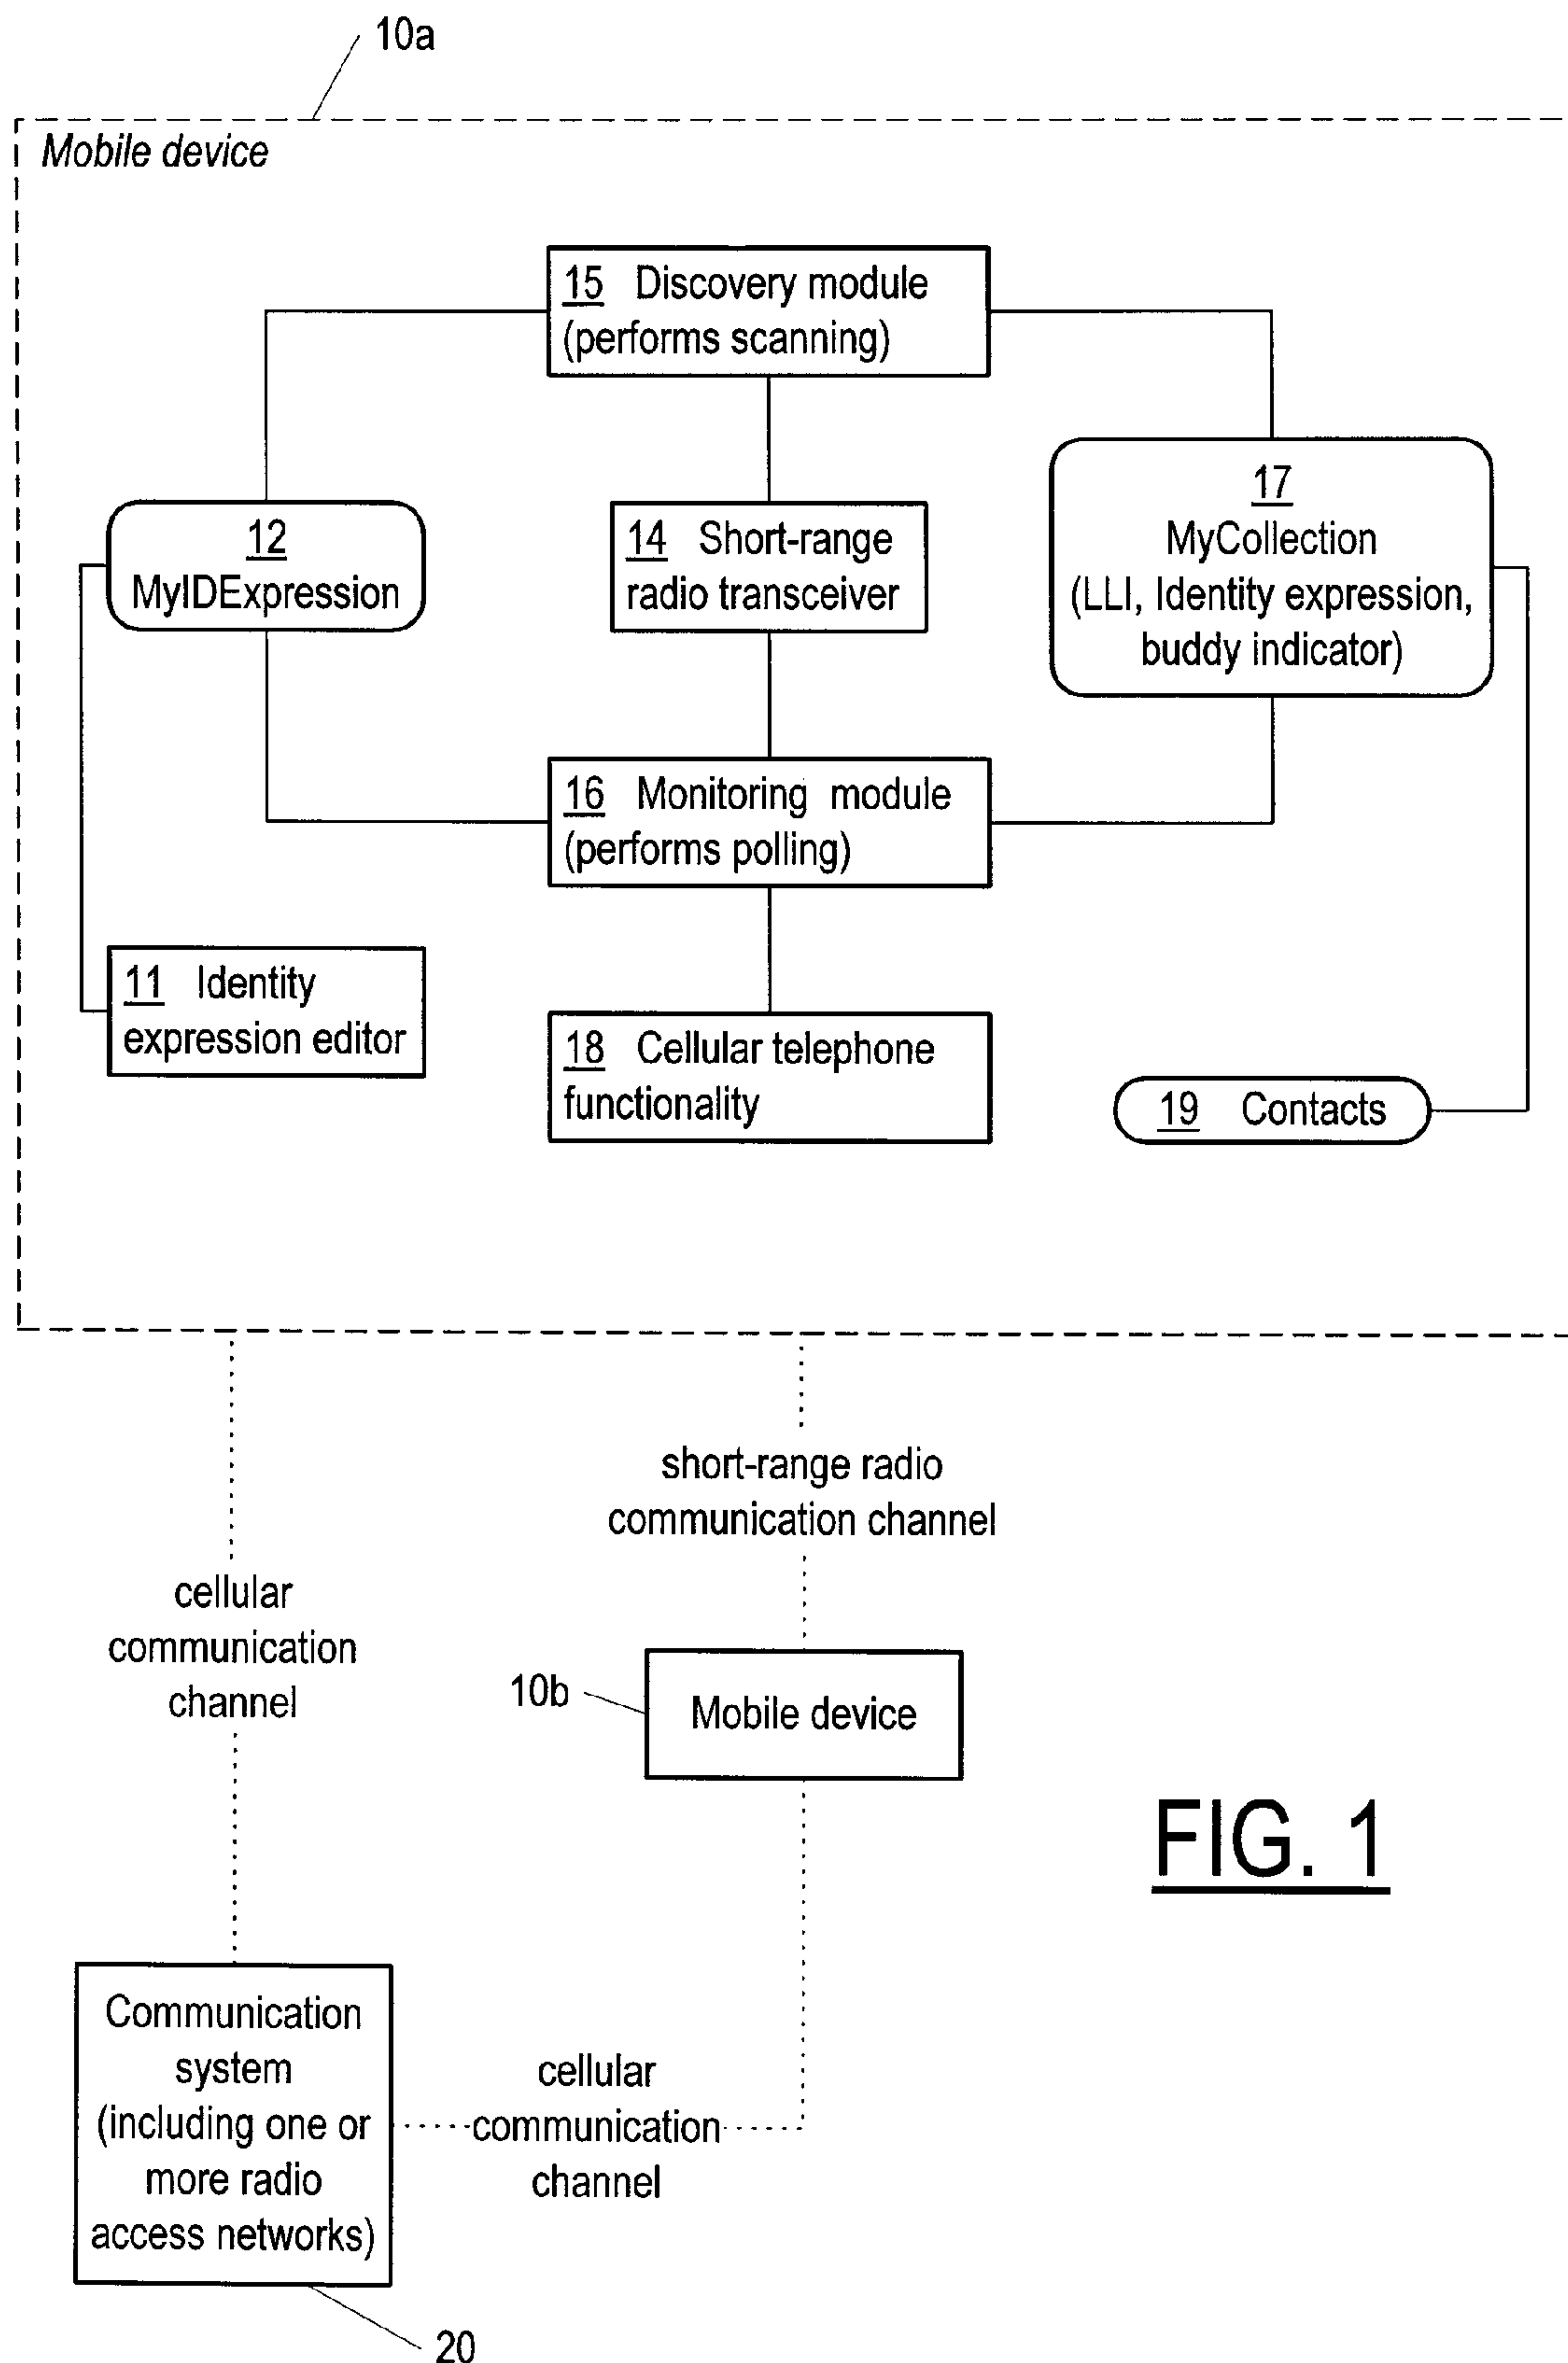 10a
Mobile device
15 Discovery module
(performs scanning)
12
MyIDExpression
14 Short-range
radio transceiver
17
MyCollection
(LLI, Identity expression,
buddy indicator)
16 Monitoring module
(performs polling)
11 Identity
expression editor
18 Cellular telephone
functionality
19 Contacts
short-range radio
communication channel
cellular
communication
channel
10b
Mobile device
FIG. 1
Communication
system
(including one or
more radio
access networks)
cellular
communication
channel
20